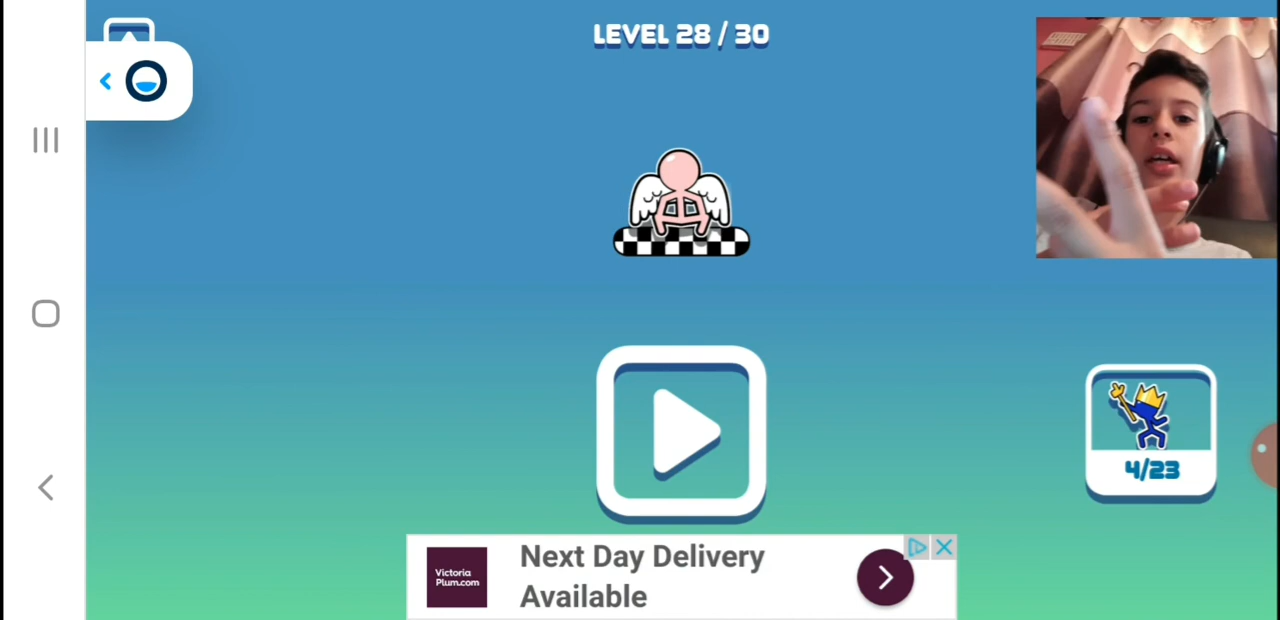 LEVEL 28 / 30
4/23
Victoria
Plum.com
Next Day Delivery
Available